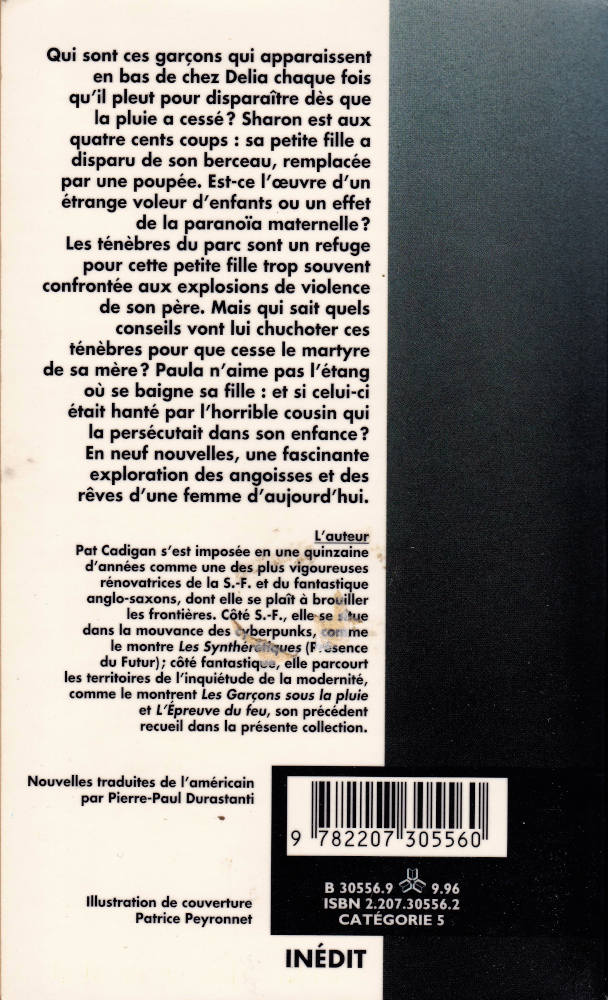 Qui sont ces garçons qui apparaissent
en bas de chez Delia chaque fois
qu'il pleut pour disparaître dès que
la pluie a cessé ? Sharon est aux
quatre cents coups : sa petite fille a
disparu de son berceau, remplacée
par une poupée. Est-ce l'œuvre d'un
étrange voleur d'enfants ou un effet
de la paranoïa maternelle ?
Les ténèbres du parc sont un refuge
pour cette petite fille trop souvent
confrontée aux explosions de violence
de son père. Mais qui sait quels
conseils vont lui chuchoter ces
ténèbres pour que cesse le martyre
de sa mère ? Paula n'aime pas l'étang
où se baigne sa fille : et si celui-ci
était hanté par l'horrible cousin qui
la persécutait dans son enfance ?
En neuf nouvelles, une fascinante
exploration des angoisses et des
rêves d'une femme d'aujourd'hui.
L'auteur
Pat Cadigan s'est imposée en une quinzaine
d'années comme une des plus vigoureuses
rénovatrices de la S.-F. et du fantastique
anglo-saxons, dont elle se plaît à brouiller
les frontières. Côté S.-F., elle se situe
dans la mouvance des cyberpunks, comme
le montre Les Synthérétiques (Présence
du Futur) ; côté fantastique, elle parcourt
les territoires de l'inquiétude de la modernité,
comme le montrent Les Garçons sous la pluie
et L'Épreuve du feu, son précédent
recueil dans la présente collection.
Nouvelles traduites de l'américain
par Pierre-Paul Durastanti
9 782207 305560
B 30556.9 9.96
ISBN 2.207.30556.2
CATÉGORIE 5
Illustration de couverture
Patrice Peyronnet
INÉDIT